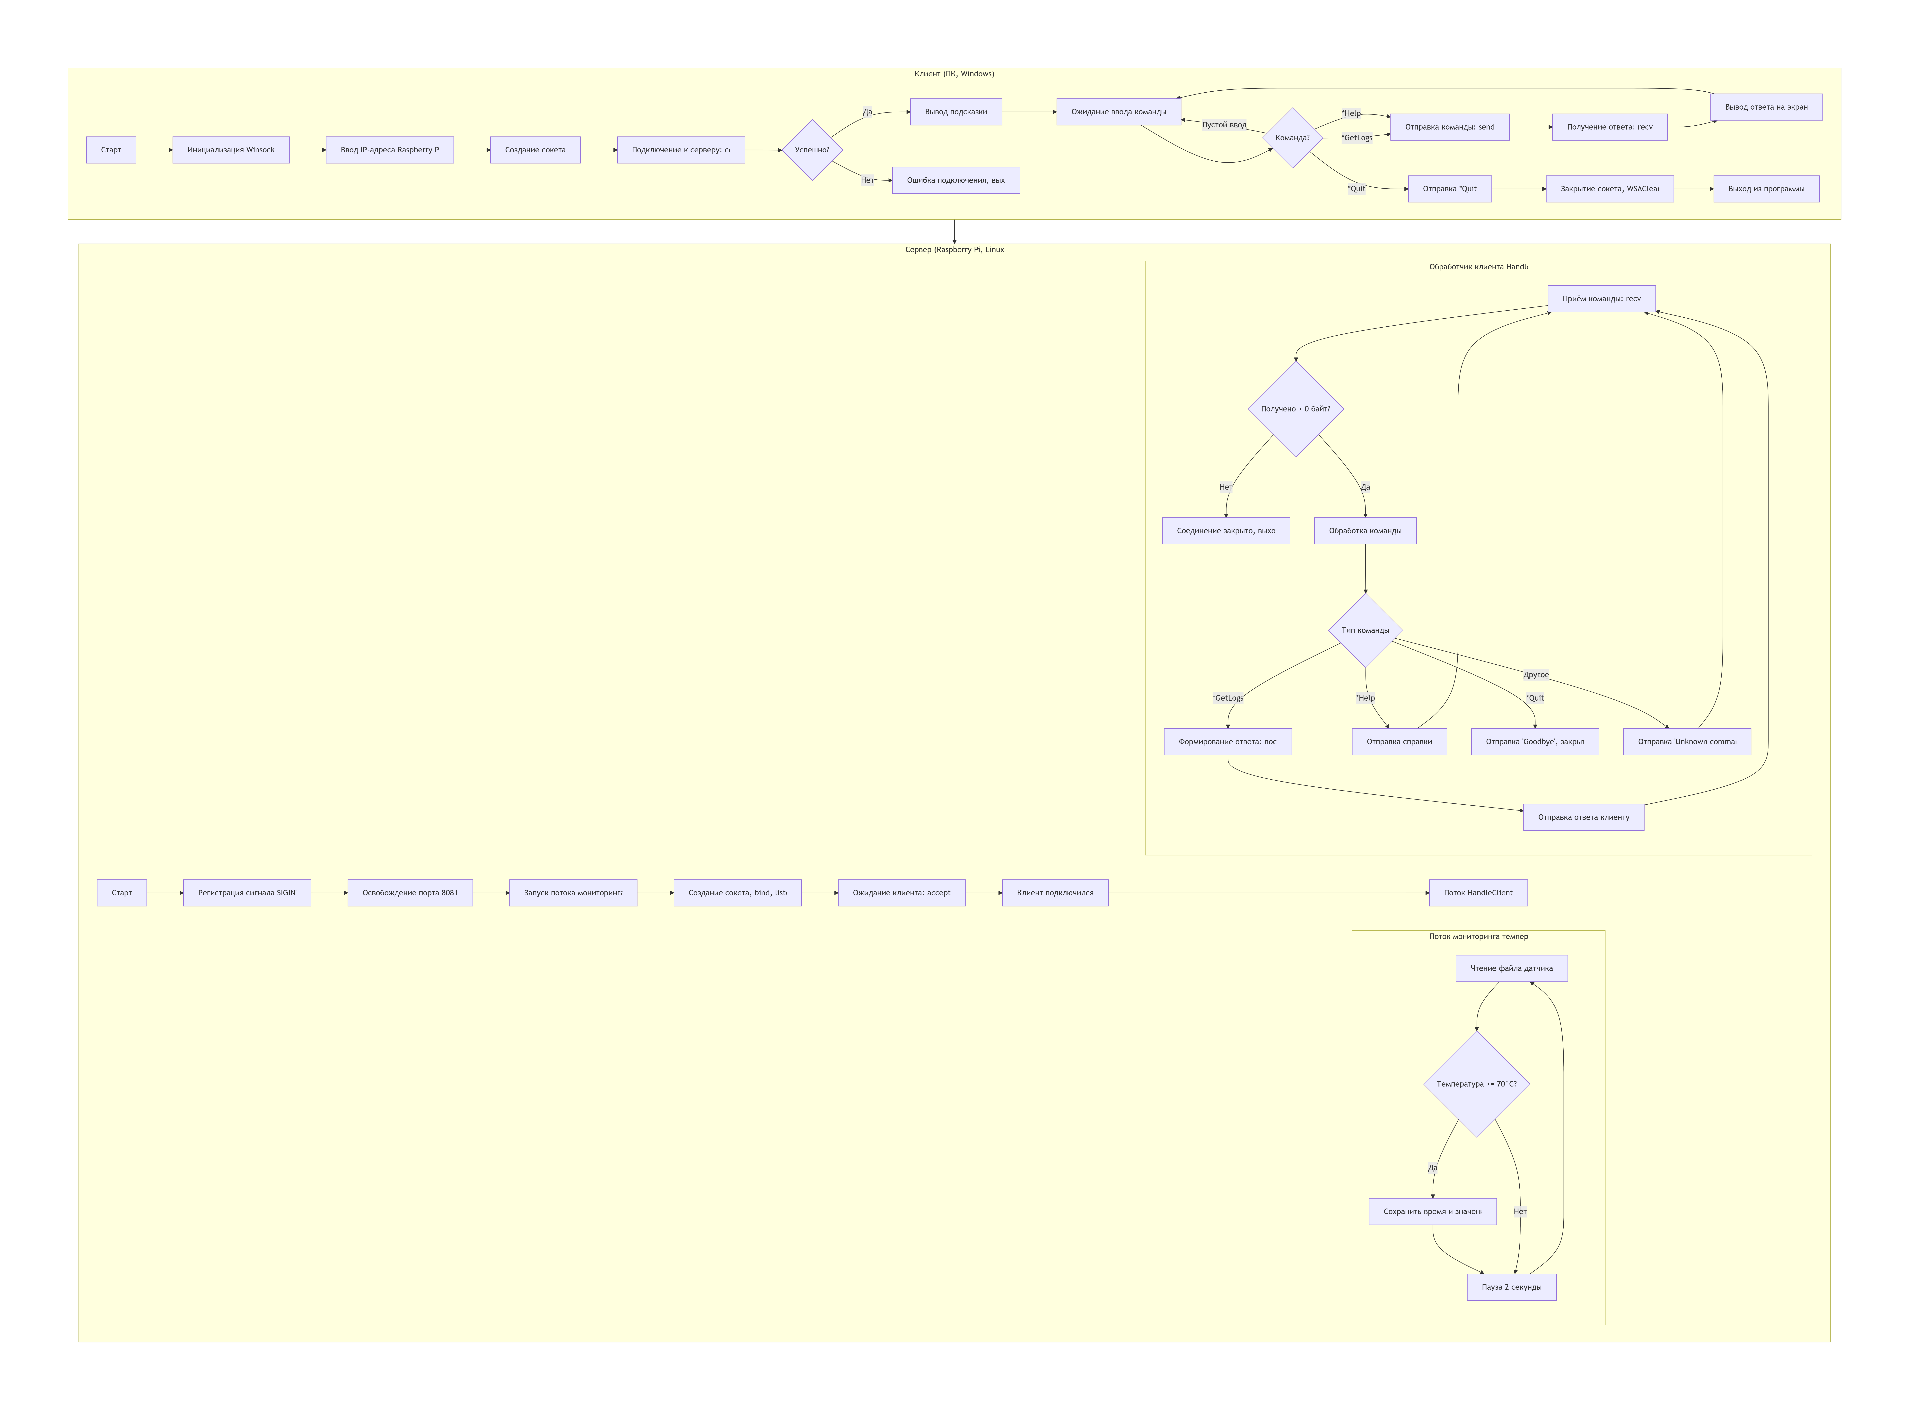 Клиент (ПК, Windows)
Старт
Инициализация Winsock
Ввод IP-адреса Raspberry P
Создание сокета
Подключение к серверу: c
Успешно?
Да
Нет
Вывод подсказки
Ошибка подключения, вых
Ожидание ввода команды
Пустой ввод
Команда?
*Help
*GetLogs
*Quit
Отправка команды: send
Получение ответа: recv
Вывод ответа на экран
Отправка *Quit
Закрытие сокета, WSAClea
Выход из программы
Сервер (Raspberry Pi, Linux
Обработчик клиента Handl
Приём команды: recv
Получено > 0 байт?
Нет
Да
Соединение закрыто, выхо
Обработка команды
Тип команды
*GetLogs
*Help
*Quit
Другое
Формирование ответа: пос
Отправка справки
Отправка 'Goodbye', закры
Отправка 'Unknown comma
Отправка ответа клиенту
Старт
Регистрация сигнала SIGIN
Освобождение порта 8081
Запуск потока мониторинга
Создание сокета, bind, list
Ожидание клиента: accept
Клиент подключился
Поток HandleClient
Поток мониторинга темпер
Чтение файла датчика
Температура >= 70°C?
Да
Нет
Сохранить время и значен
Пауза 2 секунды